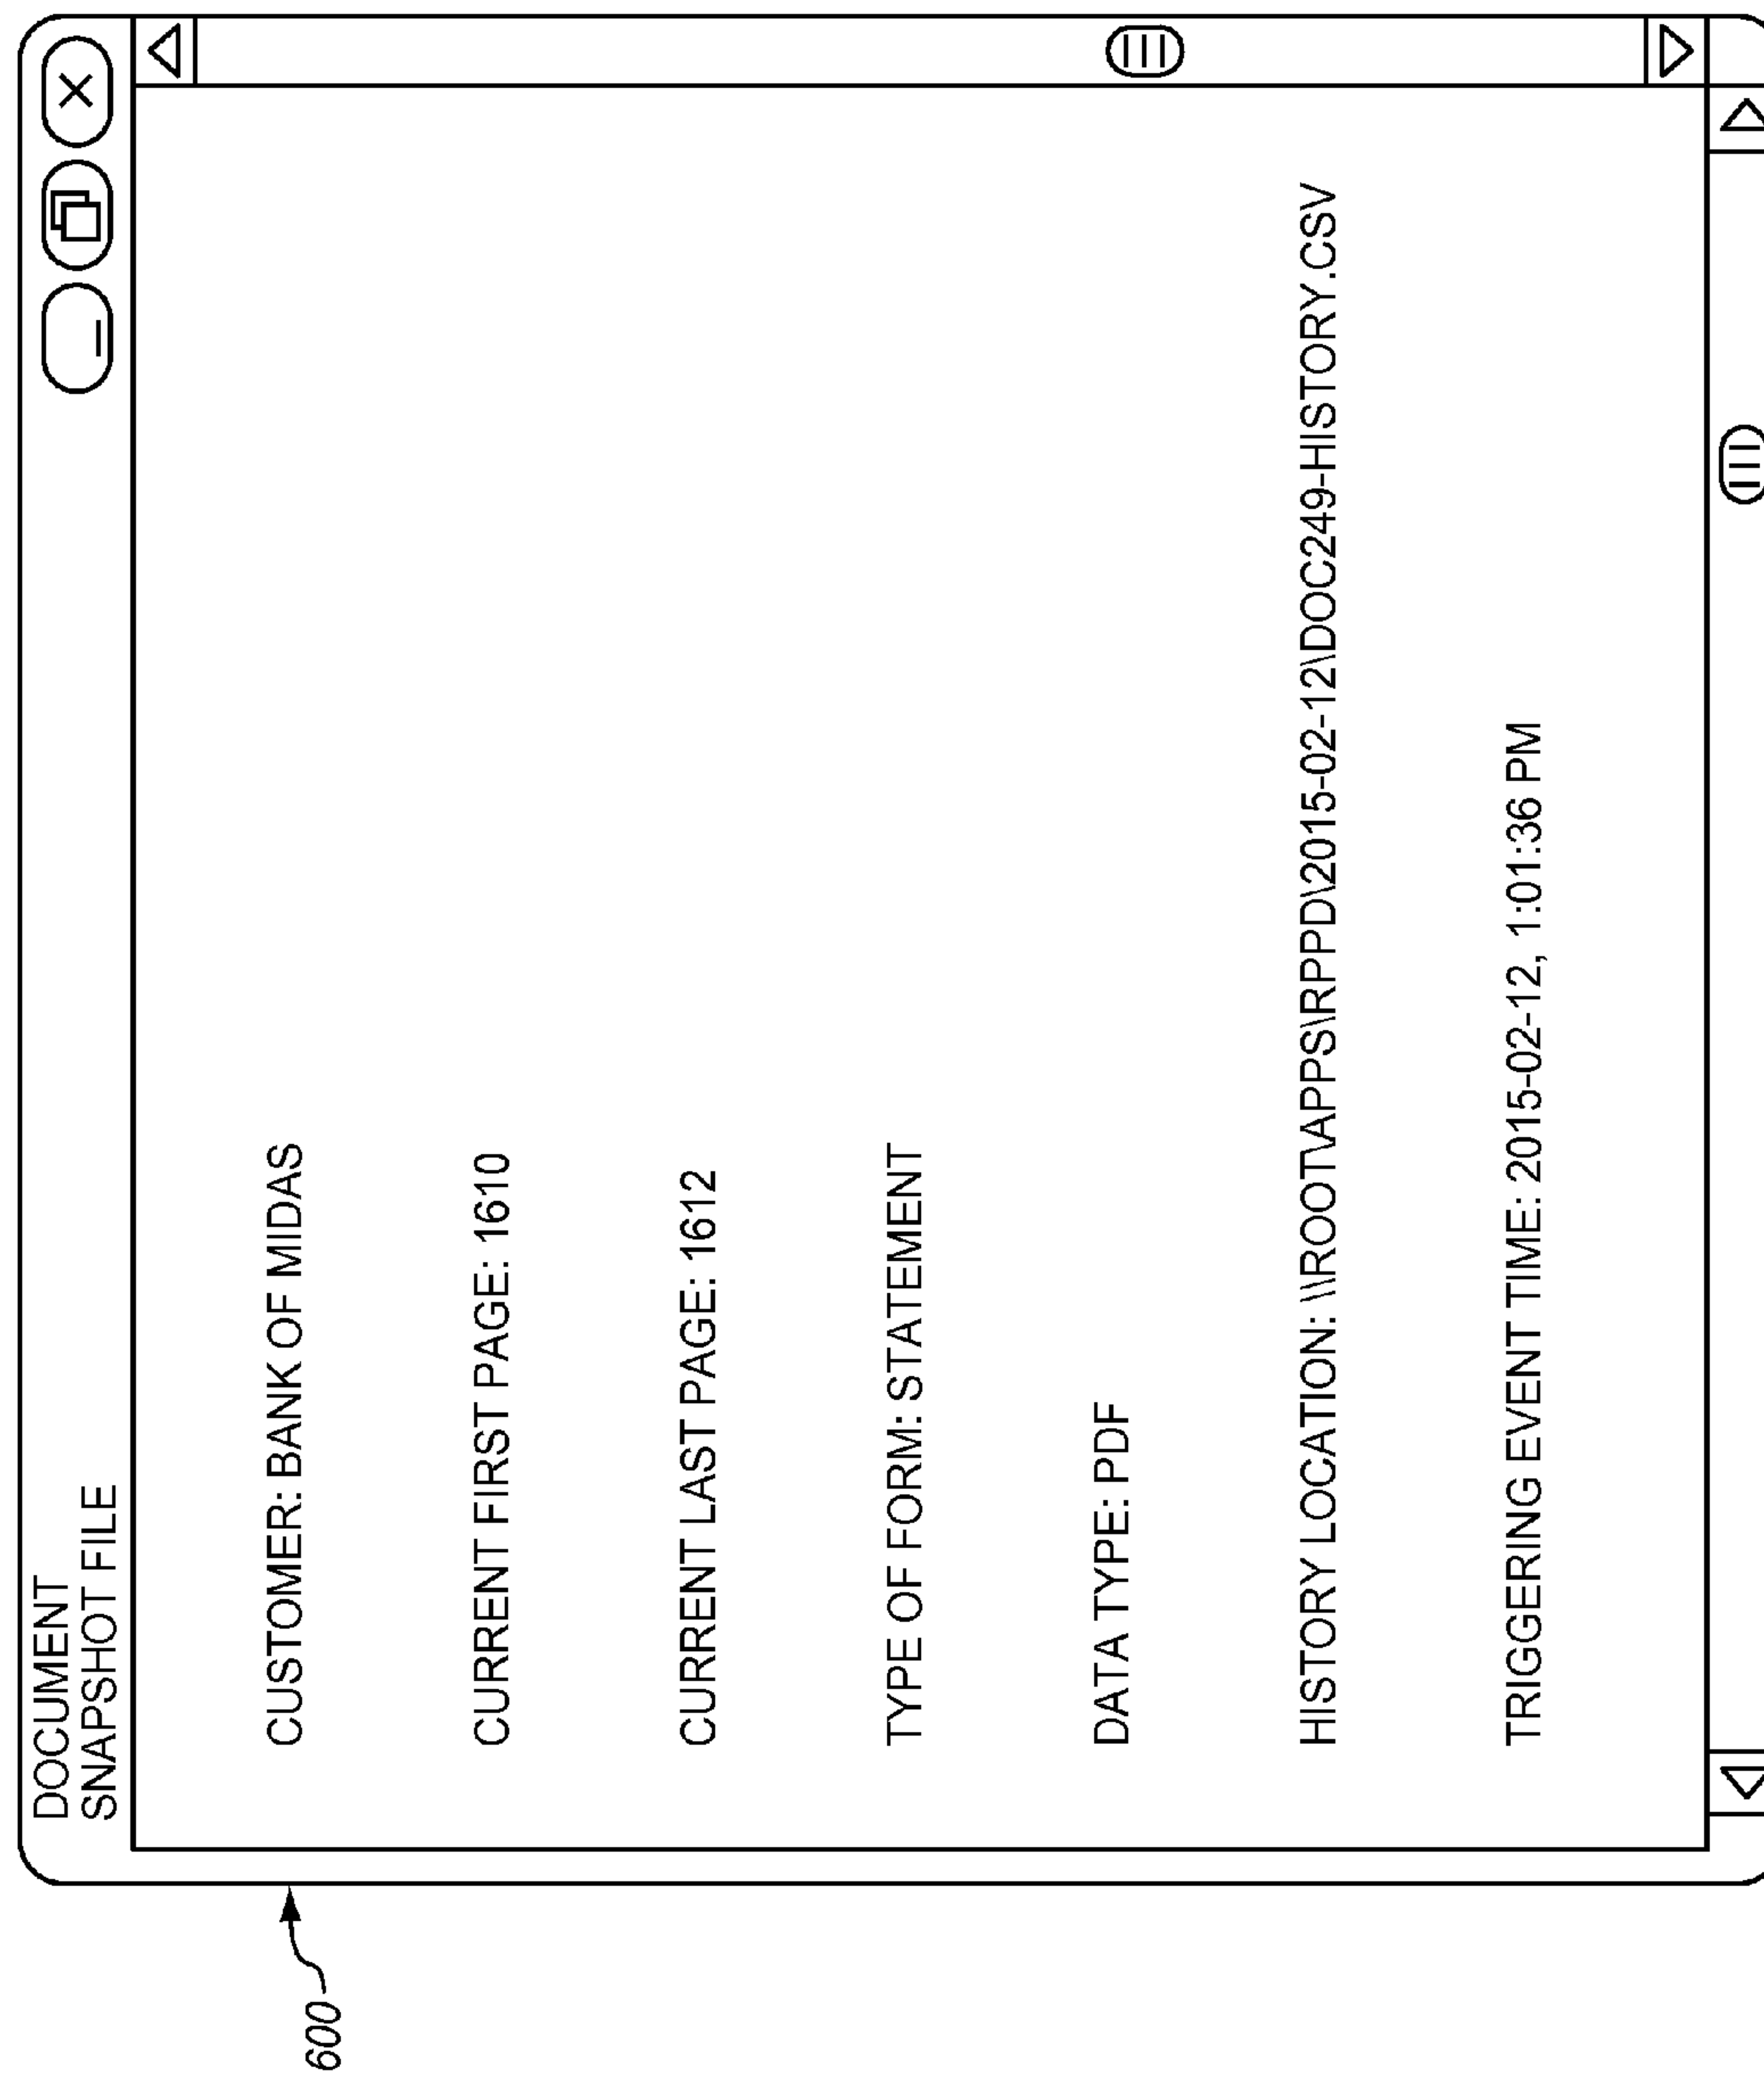 DOCUMENT
SNAPSHOT FILE
CUSTOMER: BANK OF MIDAS
CURRENT FIRST PAGE: 1610
CURRENT LAST PAGE: 1612
TYPE OF FORM: STATEMENT
DATA TYPE: PDF
HISTORY LOCATION: \\ROOT\APPS\RPPD\2015-02-12\DOC249-HISTORY.CSV
TRIGGERING EVENT TIME: 2015-02-12, 1:01:36 PM
600